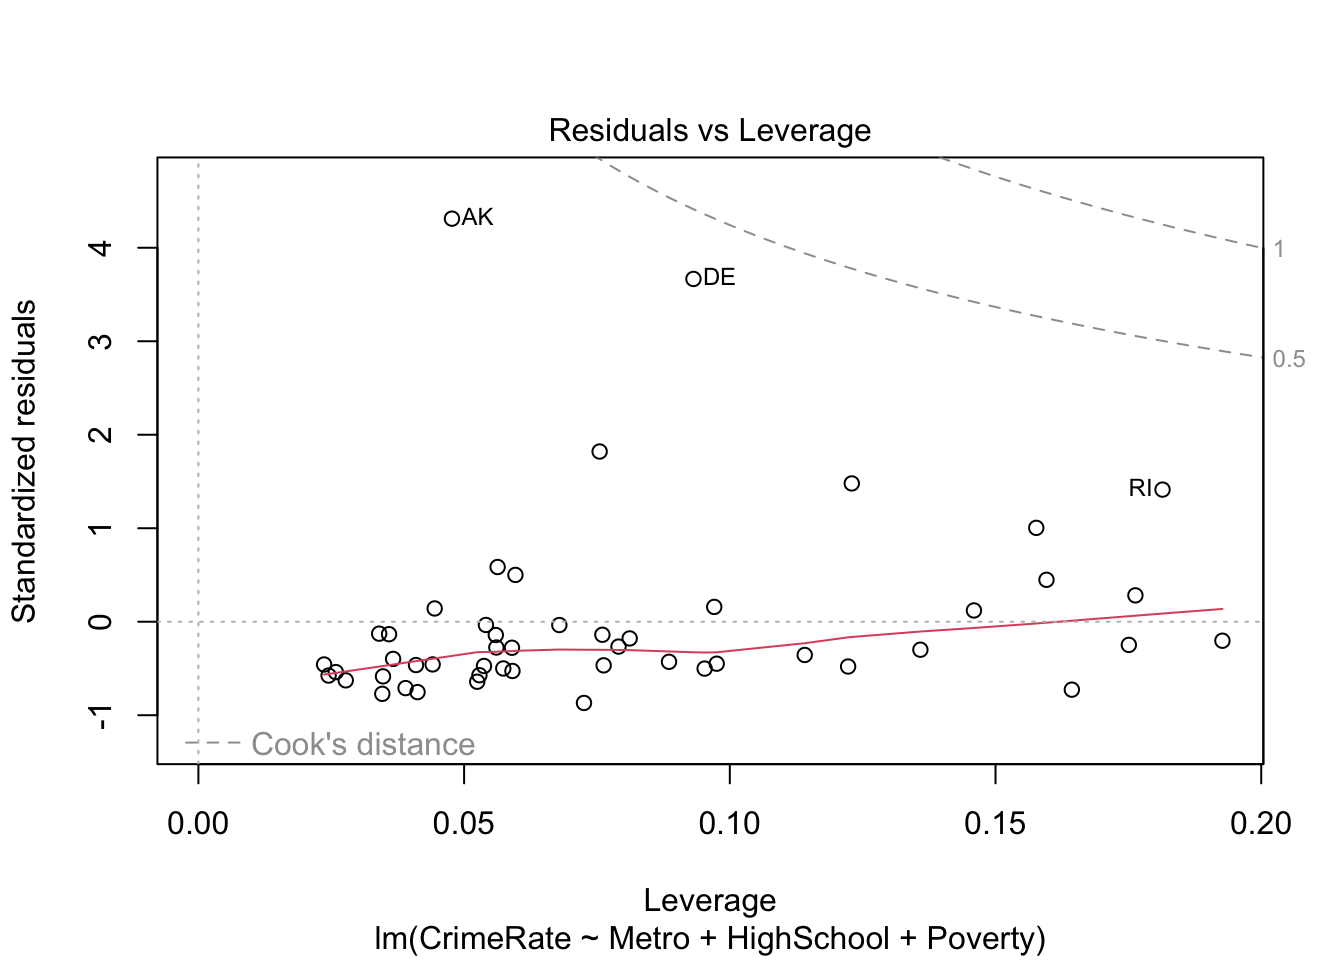 Residuals vs Leverage
Standardized residuals
4
3
2
1
0
-1
AK
DE
RI
1
0.5
Cook's distance
0.00 0.05 0.10 0.15 0.20
Leverage
lm(CrimeRate ~ Metro + HighSchool + Poverty)